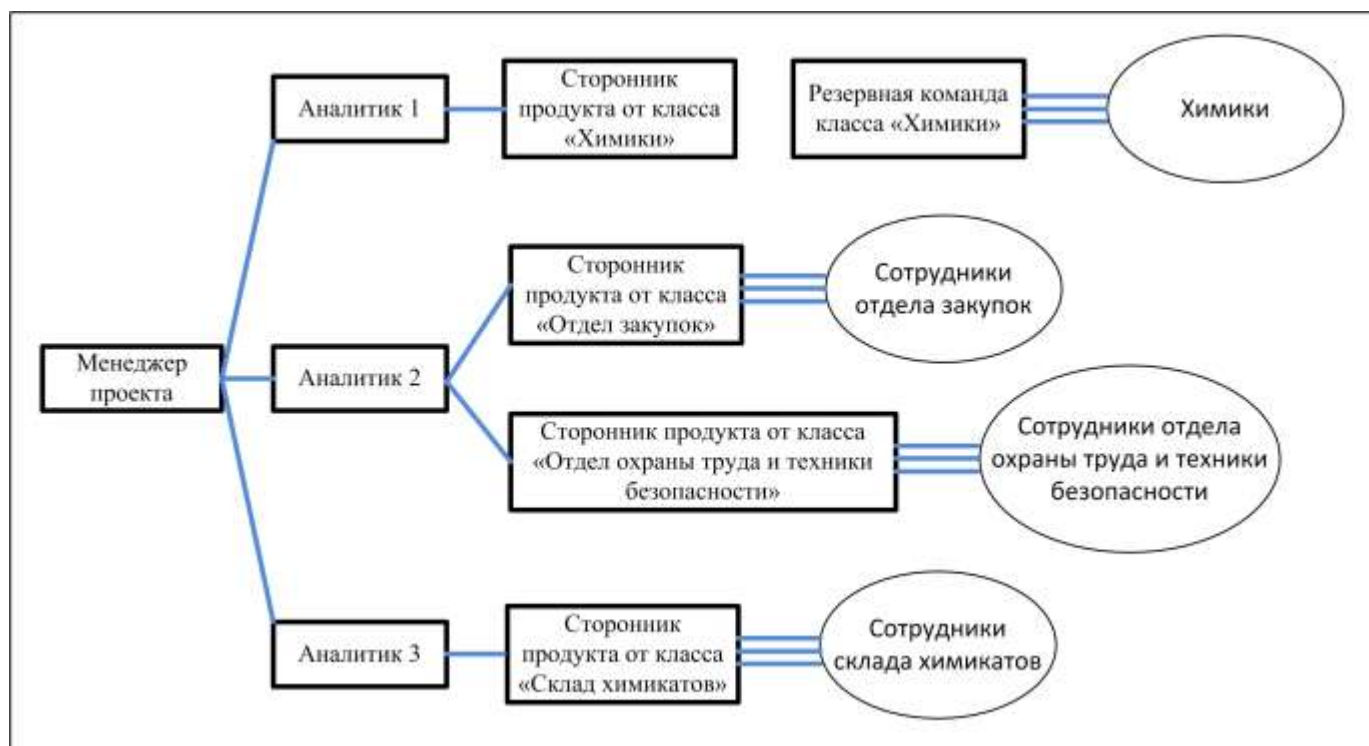 Аналитик 1
Сторонник
продукта от класса
«Химики»
Резервная команда
класса «Химики»
Химики
Сторонник
продукта от класса
«Отдел закупок»
Сотрудники
отдела закупок
Менеджер
проекта
Аналитик 2
Сторонник продукта от класса
«Отдел охраны труда и техники
безопасности»
Сотрудники отдела
охраны труда и техники
безопасности
Аналитик 3
Сторонник
продукта от класса
«Склад химикатов»
Сотрудники
склада химикатов